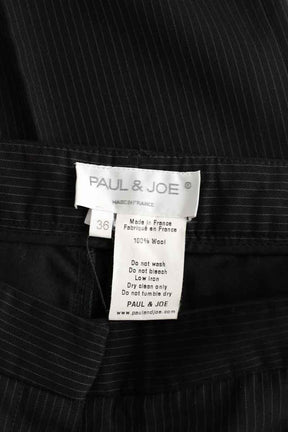 PAUL & JOE ®
MADE IN FRANCE
36
Made in France
Fabriqué en France
100% Wool
Do not wash
Do not bleach
Low iron
Dry clean only
Do not tumble dry
PAUL & JOE
www.paulandjoe.com